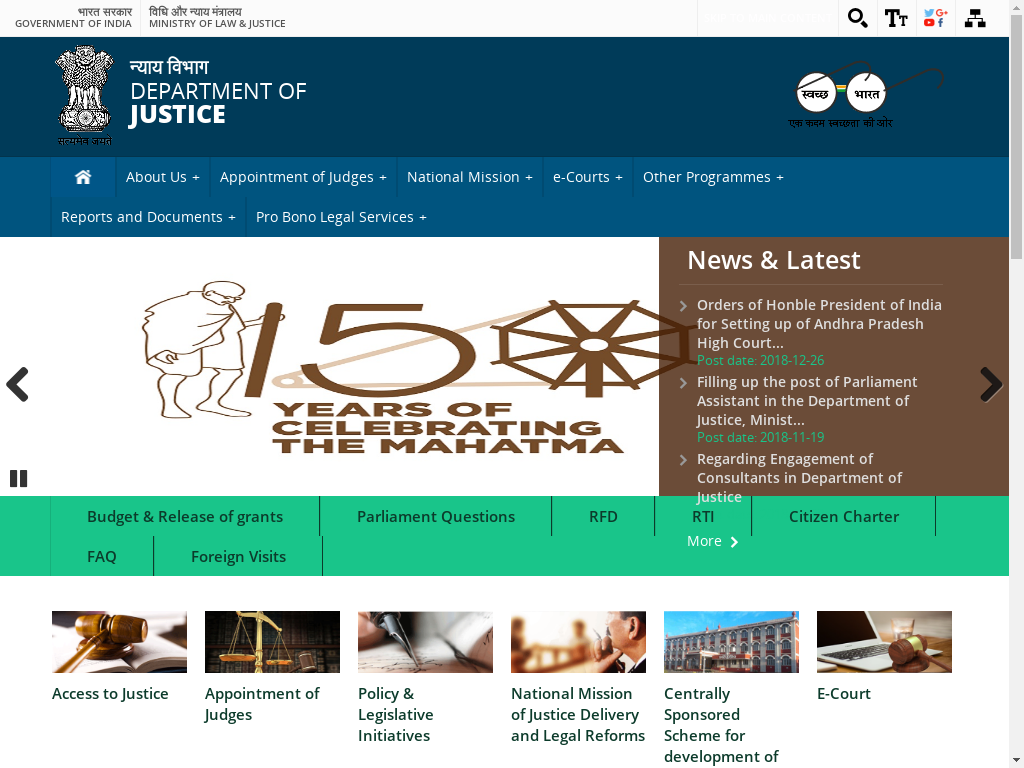 भारत सरकार
GOVERNMENT OF INDIA
विधि और न्याय मंत्रालय
MINISTRY OF LAW & JUSTICE
न्याय विभाग
DEPARTMENT OF
JUSTICE
सत्यमेव जयते
स्वच्छ
भारत
एक कदम स्वच्छता की ओर
About Us +
Appointment of Judges +
National Mission +
e-Courts +
Other Programmes +
Reports and Documents +
Pro Bono Legal Services +
150
YEARS OF
CELEBRATING
THE MAHATMA
News & Latest
Orders of Honble President of India
for Setting up of Andhra Pradesh
High Court...
Post date: 2018-12-26
Filling up the post of Parliament
Assistant in the Department of
Justice, Minist...
Post date: 2018-11-19
Regarding Engagement of
Consultants in Department of
Justice
More
Budget & Release of grants
Parliament Questions
RFD
RTI
Citizen Charter
FAQ
Foreign Visits
Access to Justice
Appointment of
Judges
Policy &
Legislative
Initiatives
National Mission
of Justice Delivery
and Legal Reforms
Centrally
Sponsored
Scheme for
development of
E-Court